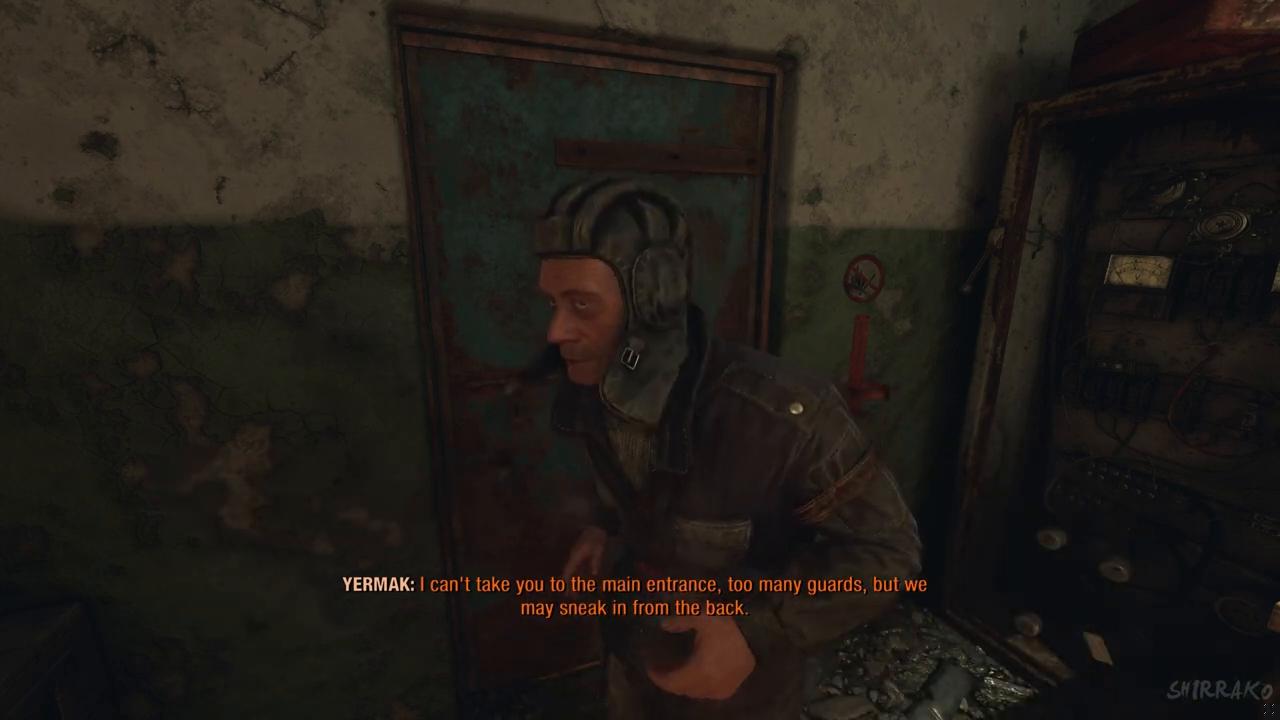 YERMAK: I can't take you to the main entrance, too many guards, but we
may sneak in from the back.
SHIRRAKO